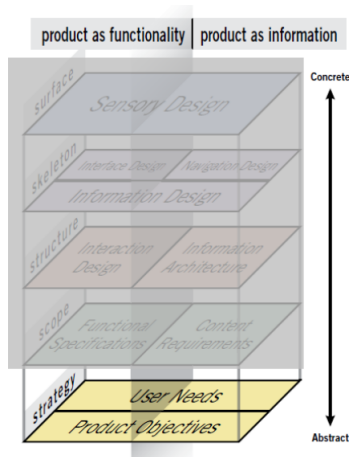 product as functionality product as information
Concrete
surface
Sensory Design
skeleton
Interface Design Navigation Design
Information Design
structure
Interaction Design Information Architecture
scope
Functional Specifications Content Requirements
strategy
User Needs
Product Objectives
Abstract